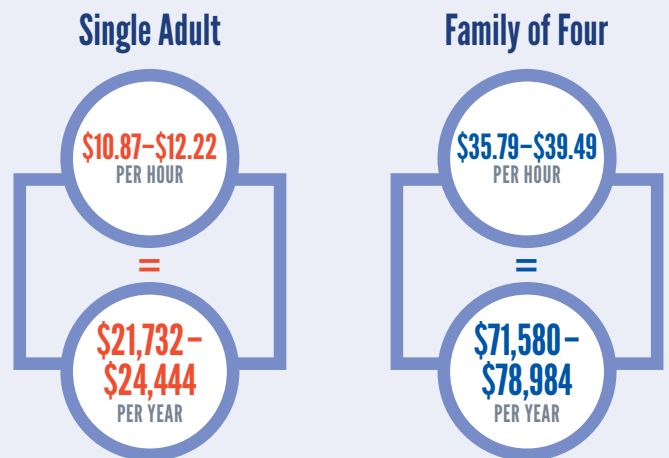 Single Adult
$10.87–$12.22
PER HOUR
=
$21,732–
$24,444
PER YEAR
Family of Four
$35.79–$39.49
PER HOUR
=
$71,580–
$78,984
PER YEAR